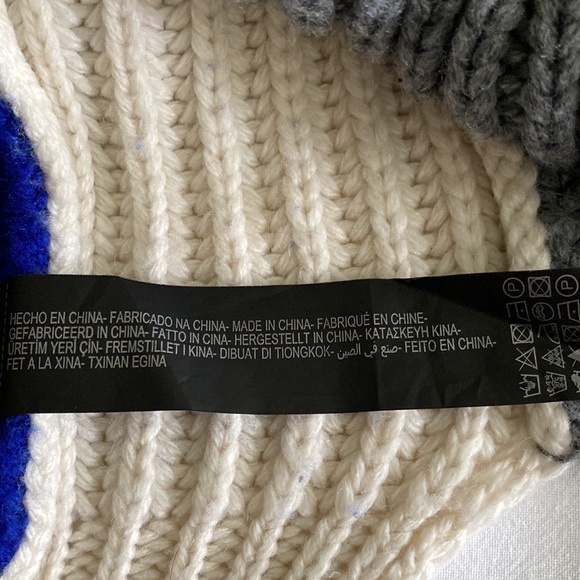 HECHO EN CHINA- FABRICADO NA CHINA- MADE IN CHINA- FABRIQUÉ EN CHINE-
GEFABRICEERD IN CHINA- FATTO IN CINA- HERGESTELLT IN CHINA- ΚΑΤΑΣΚΕΥΗ ΚΙΝΑ-
ÜRETİM YERİ ÇİN- FREMSTILLET I KINA- DIBUAT DI TIONGKOK- صنع في الصين- FEITO EN CHINA-
FET A LA XINA- TXINAN EGINA